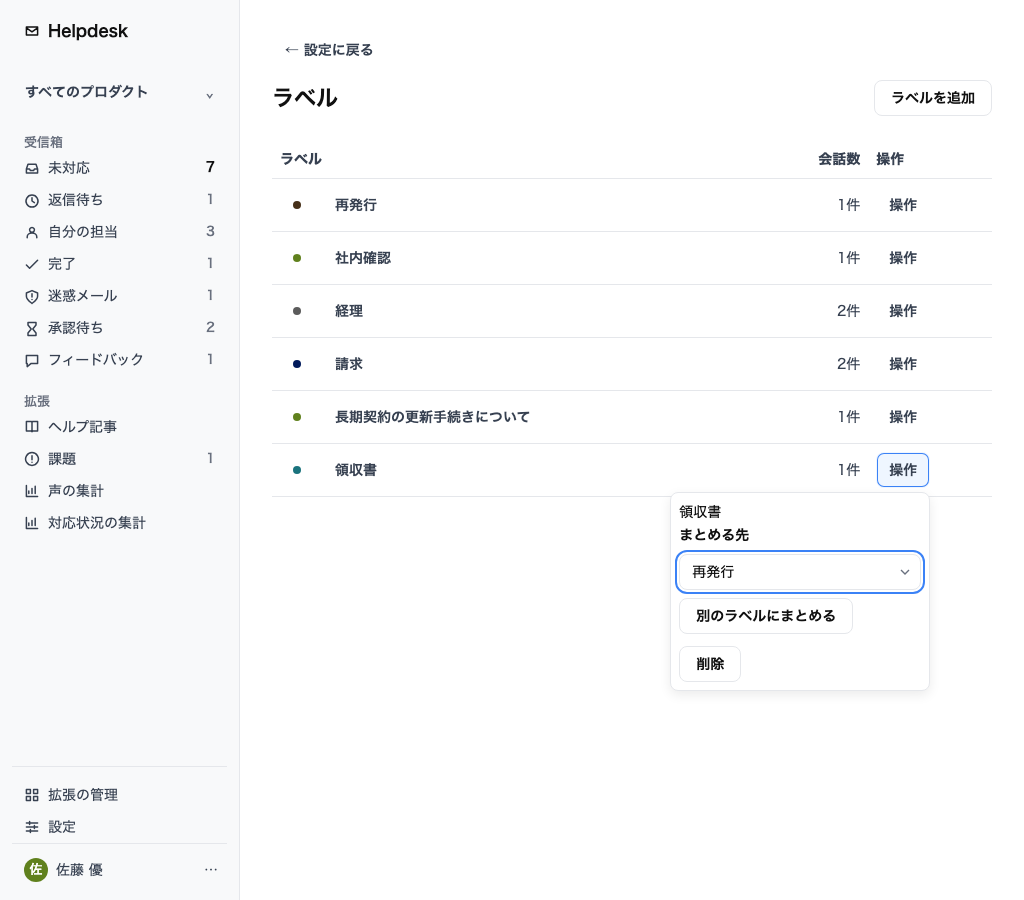 Helpdesk
すべてのプロダクト
受信箱
未対応 7
返信待ち 1
自分の担当 3
完了 1
迷惑メール 1
承認待ち 2
フィードバック 1
拡張
ヘルプ記事
課題 1
声の集計
対応状況の集計
拡張の管理
設定
佐 佐藤 優 ...
← 設定に戻る
ラベル
ラベルを追加
ラベル 会話数 操作
再発行 1件 操作
社内確認 1件 操作
経理 2件 操作
請求 2件 操作
長期契約の更新手続きについて 1件 操作
領収書 1件 操作
領収書
まとめる先
再発行
別のラベルにまとめる
削除